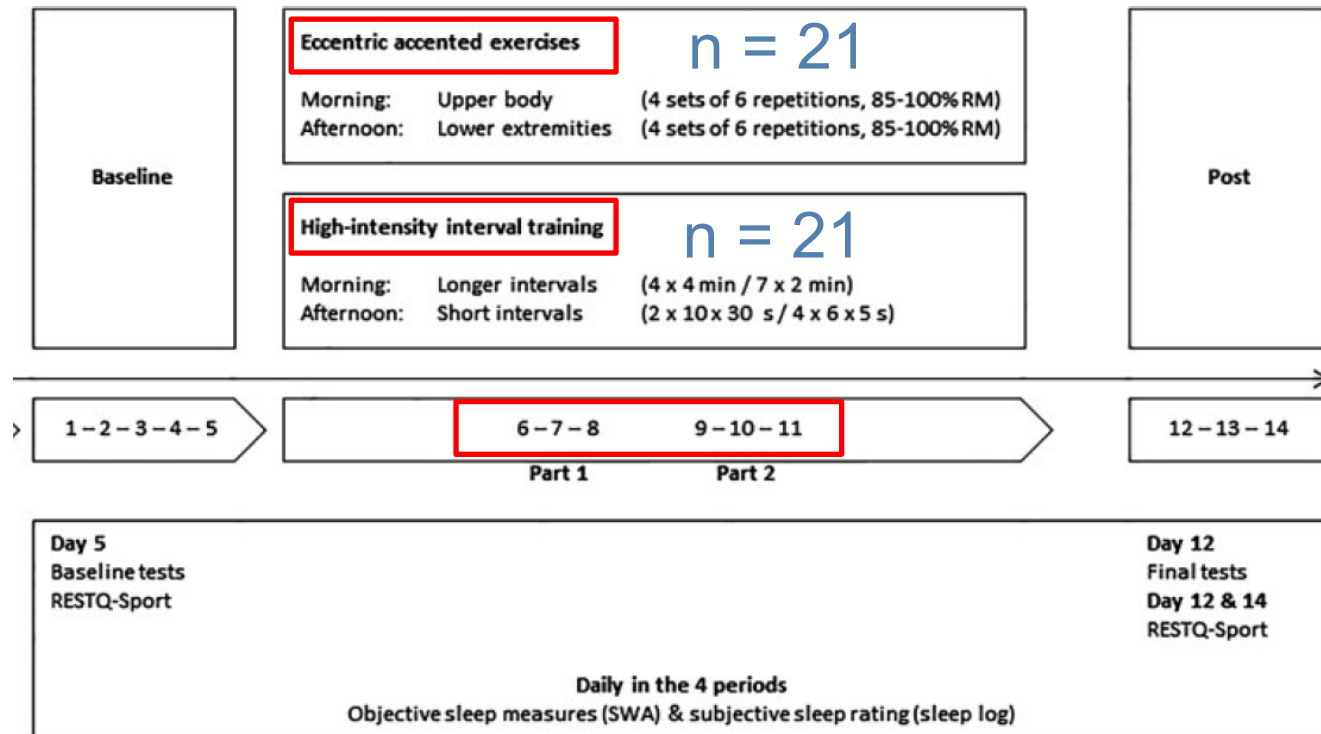 Baseline
Eccentric accented exercises n = 21
Morning: Upper body (4 sets of 6 repetitions, 85-100% RM)
Afternoon: Lower extremities (4 sets of 6 repetitions, 85-100% RM)
High-intensity interval training n = 21
Morning: Longer intervals (4 x 4 min / 7 x 2 min)
Afternoon: Short intervals (2 x 10 x 30 s / 4 x 6 x 5 s)
Post
1 – 2 – 3 – 4 – 5
6 – 7 – 8
9 – 10 – 11
12 – 13 – 14
Part 1
Part 2
Day 5
Baseline tests
RESTQ-Sport
Day 12
Final tests
Day 12 & 14
RESTQ-Sport
Daily in the 4 periods
Objective sleep measures (SWA) & subjective sleep rating (sleep log)